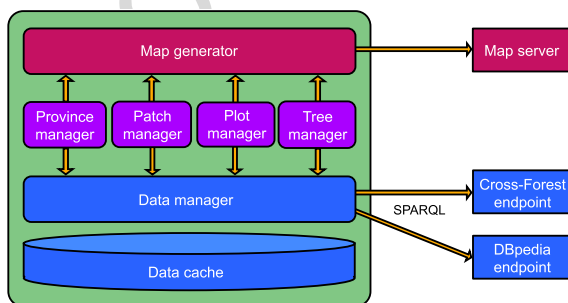 Map generator
Map server
Province
manager
Patch
manager
Plot
manager
Tree
manager
Data manager
SPARQL
Cross-Forest
endpoint
DBpedia
endpoint
Data cache